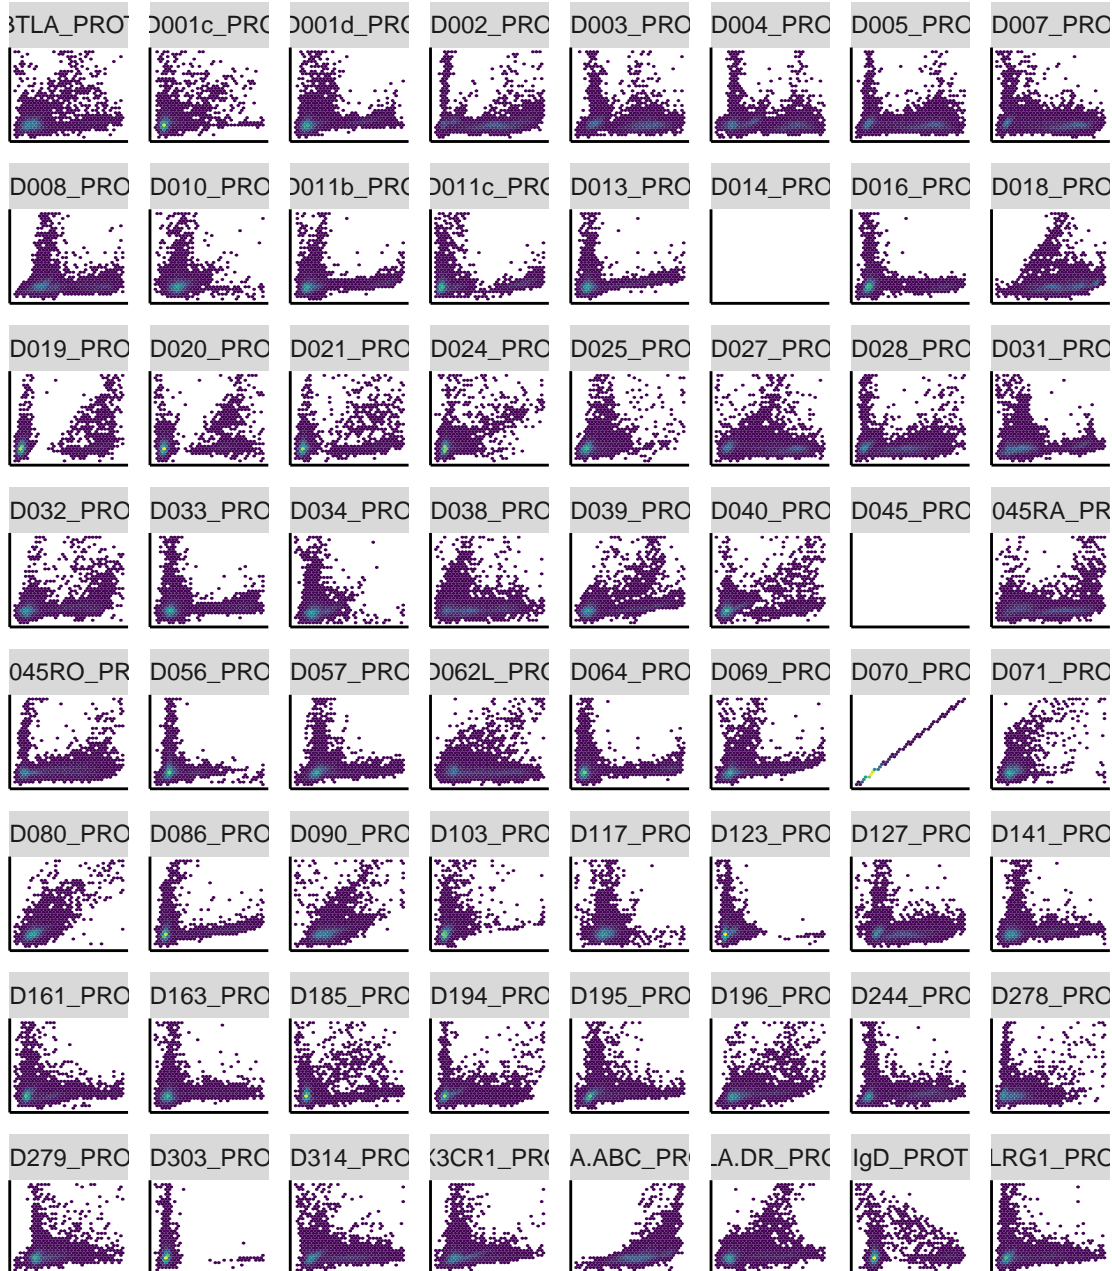 BTLA_PROT D001c_PRO D001d_PRO D002_PRO D003_PRO D004_PRO D005_PRO D007_PRO
D008_PRO D010_PRO D011b_PRO D011c_PRO D013_PRO D014_PRO D016_PRO D018_PRO
D019_PRO D020_PRO D021_PRO D024_PRO D025_PRO D027_PRO D028_PRO D031_PRO
D032_PRO D033_PRO D034_PRO D038_PRO D039_PRO D040_PRO D045_PRO 045RA_PR
045RO_PR D056_PRO D057_PRO D062L_PRO D064_PRO D069_PRO D070_PRO D071_PRO
D080_PRO D086_PRO D090_PRO D103_PRO D117_PRO D123_PRO D127_PRO D141_PRO
D161_PRO D163_PRO D185_PRO D194_PRO D195_PRO D196_PRO D244_PRO D278_PRO
D279_PRO D303_PRO D314_PRO X3CR1_PRO A.ABC_PR LA.DR_PRO IgD_PROT LRG1_PRO